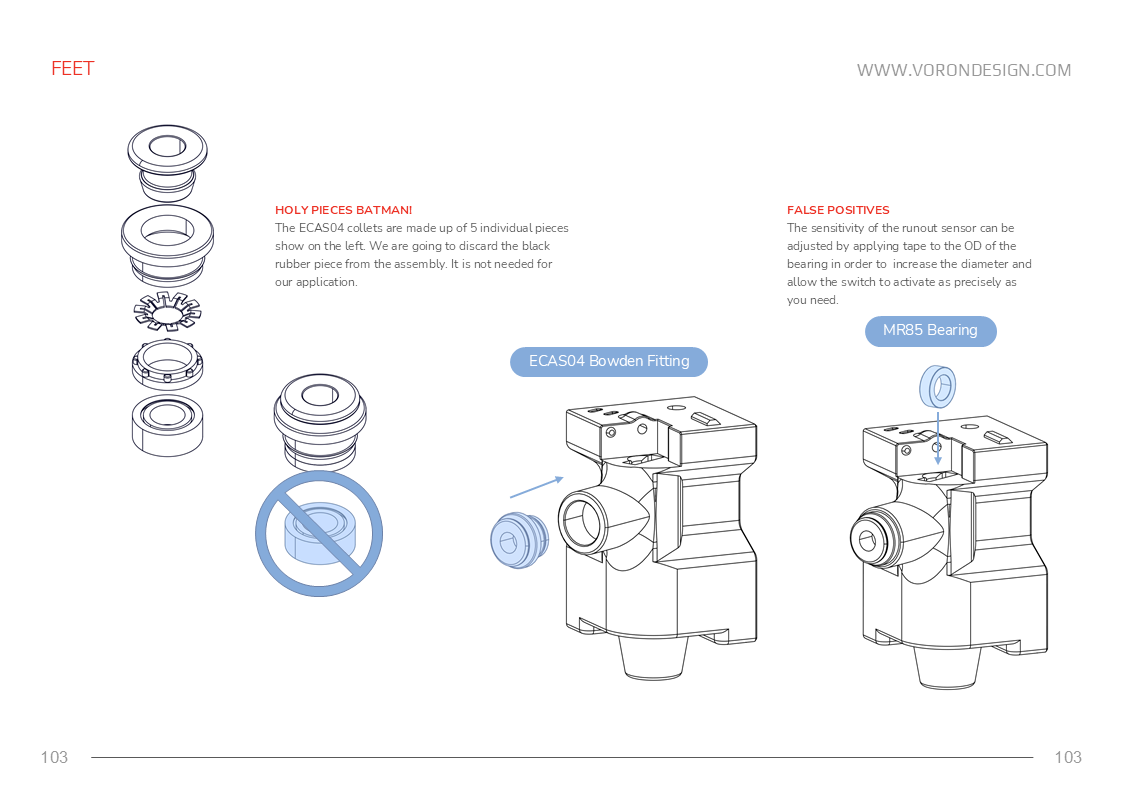 FEET
WWW.VORONDESIGN.COM
HOLY PIECES BATMAN!
The ECAS04 collets are made up of 5 individual pieces
show on the left. We are going to discard the black
rubber piece from the assembly. It is not needed for
our application.
FALSE POSITIVES
The sensitivity of the runout sensor can be
adjusted by applying tape to the OD of the
bearing in order to  increase the diameter and
allow the switch to activate as precisely as
you need.
MR85 Bearing
ECAS04 Bowden Fitting
103
103